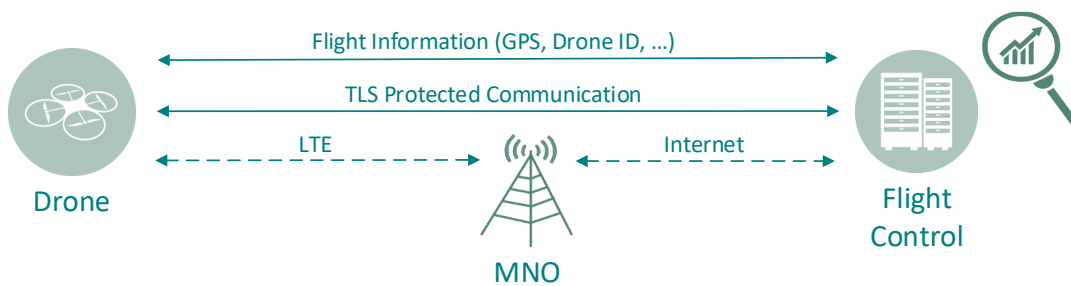 Flight Information (GPS, Drone ID, ...)
TLS Protected Communication
LTE
Internet
Drone
Flight
Control
MNO